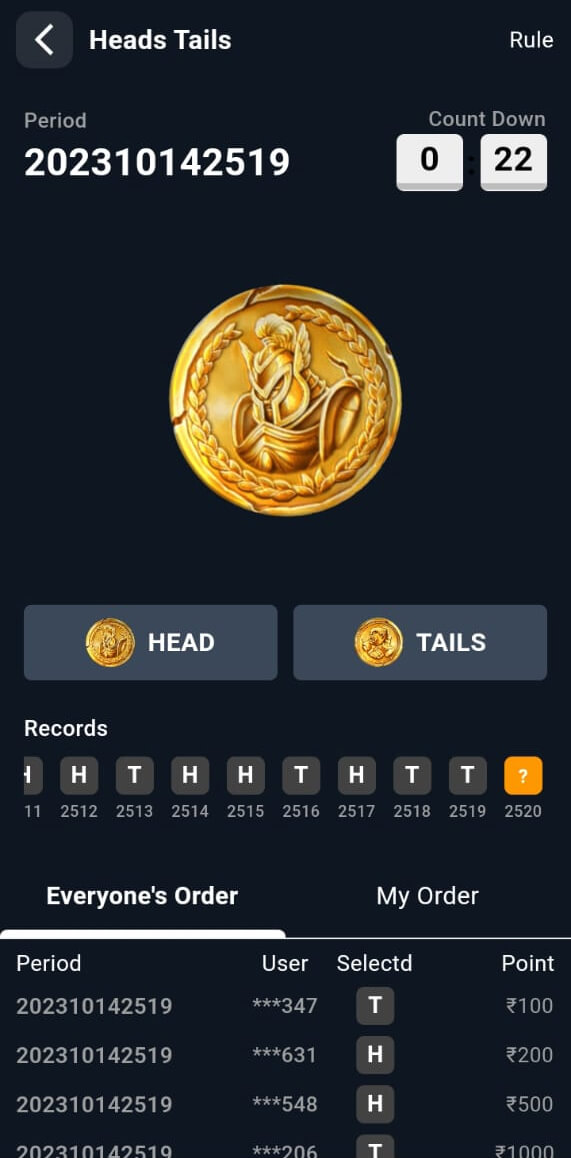 Heads Tails Rule
Period Count Down
202310142519 0 : 22
HEAD TAILS
Records
H H T H H T H T T ?
11 2512 2513 2514 2515 2516 2517 2518 2519 2520
Everyone's Order My Order
Period User Selectd Point
202310142519 ***347 T ₹100
202310142519 ***631 H ₹200
202310142519 ***548 H ₹500
202310142519 ***206 T ₹1000